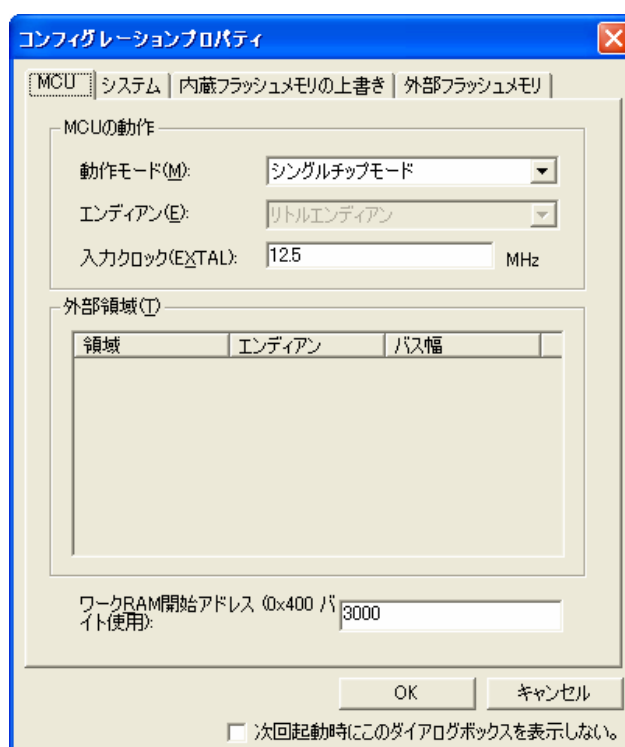 コンフィグレーションプロパティ
MCU システム 内蔵フラッシュメモリの上書き 外部フラッシュメモリ
MCUの動作
動作モード(M): シングルチップモード
エンディアン(E): リトルエンディアン
入力クロック(EXTAL): 12.5 MHz
外部領域(T)
領域 エンディアン バス幅
ワークRAM開始アドレス (0x400 バ
イト使用): 3000
OK キャンセル
次回起動時にこのダイアログボックスを表示しない。